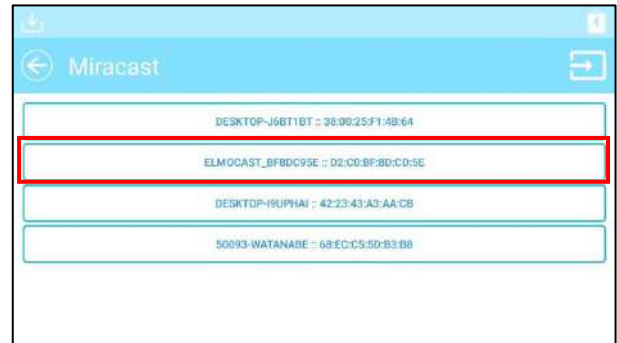 Miracast
DESKTOP-J6BT1BT :: 38:00:25:F1:4B:64
ELMOCAST_BF8DC95E :: D2:C0:BF:8D:CD:5E
DESKTOP-I9UPHAI :: 42:23:43:A3:AA:CB
50093-WATANABE :: 68:EC:C5:5D:B3:B8